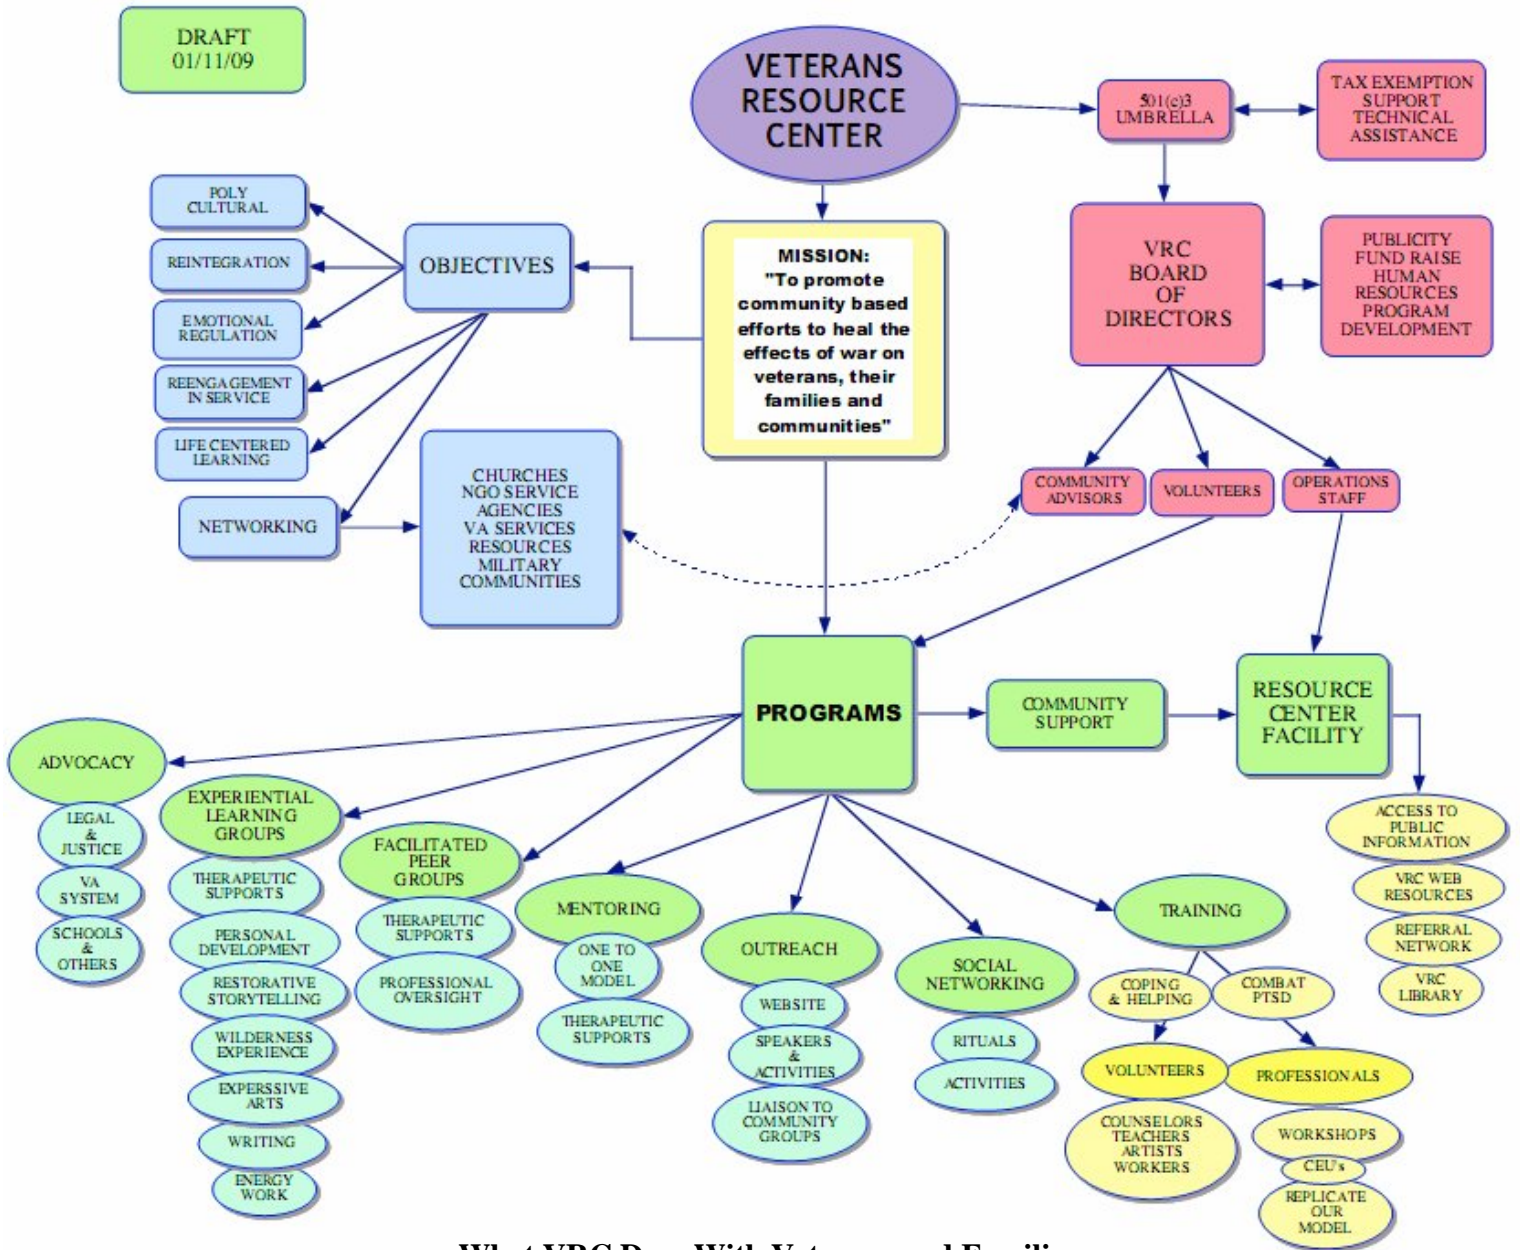 DRAFT
01/11/09
VETERANS
RESOURCE
CENTER
501(c)3
UMBRELLA
TAX EXEMPTION
SUPPORT
TECHNICAL
ASSISTANCE
POLY
CULTURAL
REINTEGRATION
EMOTIONAL
REGULATION
REENGAGEMENT
IN SERVICE
LIFE CENTERED
LEARNING
NETWORKING
OBJECTIVES
CHURCHES
NGO SERVICE
AGENCIES
VA SERVICES
RESOURCES
MILITARY
COMMUNITIES
MISSION:
"To promote
community based
efforts to heal the
effects of war on
veterans, their
families and
communities"
VRC
BOARD
OF
DIRECTORS
PUBLICITY
FUND RAISE
HUMAN
RESOURCES
PROGRAM
DEVELOPMENT
COMMUNITY
ADVISORS
VOLUNTEERS
OPERATIONS
STAFF
PROGRAMS
COMMUNITY
SUPPORT
RESOURCE
CENTER
FACILITY
ADVOCACY
LEGAL
&
JUSTICE
VA
SYSTEM
SCHOOLS
&
OTHERS
EXPERIENTIAL
LEARNING
GROUPS
THERAPEUTIC
SUPPORTS
PERSONAL
DEVELOPMENT
RESTORATIVE
STORYTELLING
WILDERNESS
EXPERIENCE
EXPERSSIVE
ARTS
WRITING
ENERGY
WORK
FACILITATED
PEER
GROUPS
THERAPEUTIC
SUPPORTS
PROFESSIONAL
OVERSIGHT
MENTORING
ONE TO
ONE
MODEL
THERAPEUTIC
SUPPORTS
OUTREACH
WEBSITE
SPEAKERS
&
ACTIVITIES
LIAISON TO
COMMUNITY
GROUPS
SOCIAL
NETWORKING
RITUALS
ACTIVITIES
TRAINING
COPING
& HELPING
COMBAT
PTSD
VOLUNTEERS
PROFESSIONALS
COUNSELORS
TEACHERS
ARTISTS
WORKERS
WORKSHOPS
CEU's
REPLICATE
OUR
MODEL
ACCESS TO
PUBLIC
INFORMATION
VRC WEB
RESOURCES
REFERRAL
NETWORK
VRC
LIBRARY
What VRC Does With Veterans and